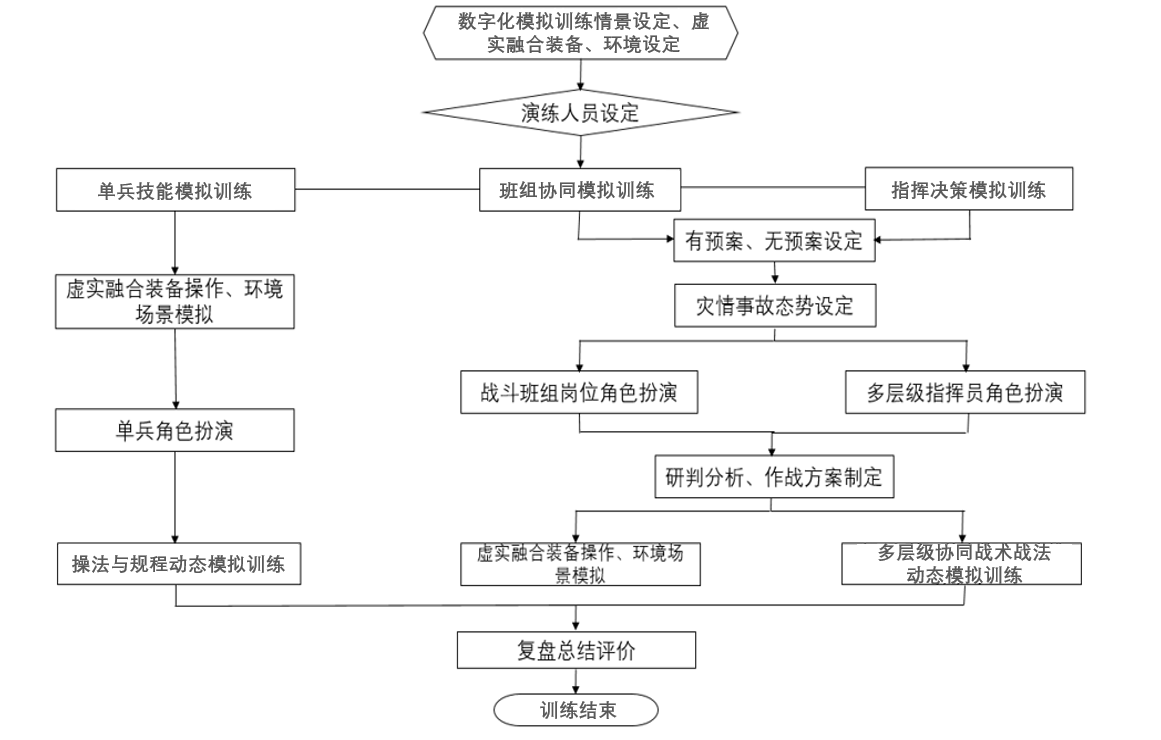 数字化模拟训练情景设定、虚
实融合装备、环境设定
演练人员设定
单兵技能模拟训练
班组协同模拟训练
指挥决策模拟训练
有预案、无预案设定
虚实融合装备操作、环境
场景模拟
灾情事故态势设定
战斗班组岗位角色扮演
多层级指挥员角色扮演
单兵角色扮演
研判分析、作战方案制定
操法与规程动态模拟训练
虚实融合装备操作、环境场
景模拟
多层级协同战术战法
动态模拟训练
复盘总结评价
训练结束